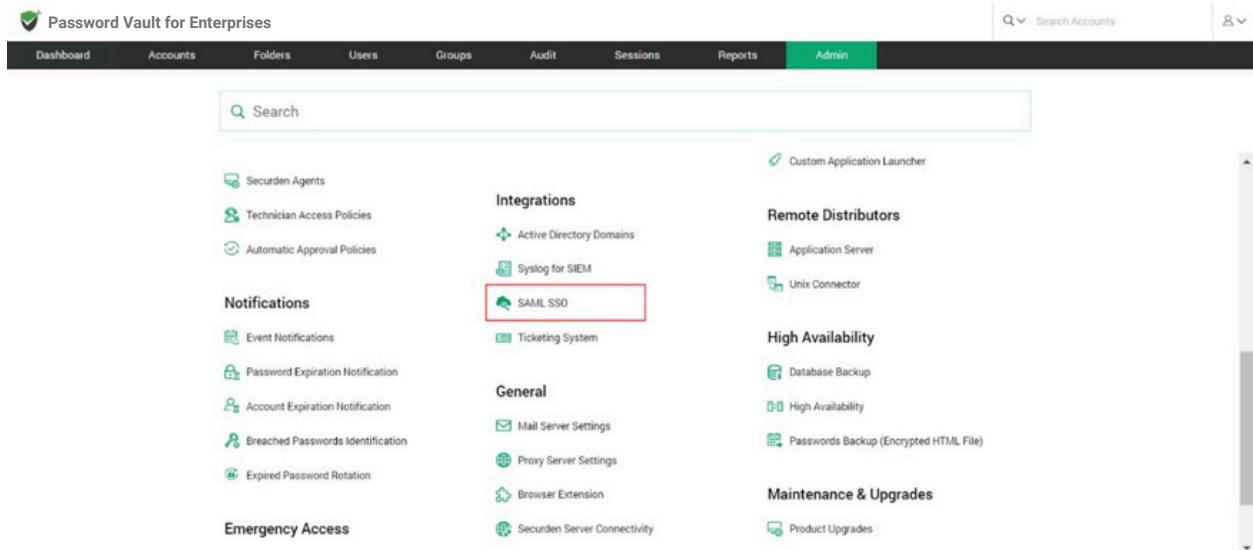 Password Vault for Enterprises
Search Accounts
Dashboard Accounts Folders Users Groups Audit Sessions Reports Admin
Search
Securden Agents
Technician Access Policies
Automatic Approval Policies
Notifications
Event Notifications
Password Expiration Notification
Account Expiration Notification
Breached Passwords Identification
Expired Password Rotation
Emergency Access
Integrations
Active Directory Domains
Syslog for SIEM
SAML SSO
Ticketing System
General
Mail Server Settings
Proxy Server Settings
Browser Extension
Securden Server Connectivity
Custom Application Launcher
Remote Distributors
Application Server
Unix Connector
High Availability
Database Backup
High Availability
Passwords Backup (Encrypted HTML File)
Maintenance & Upgrades
Product Upgrades